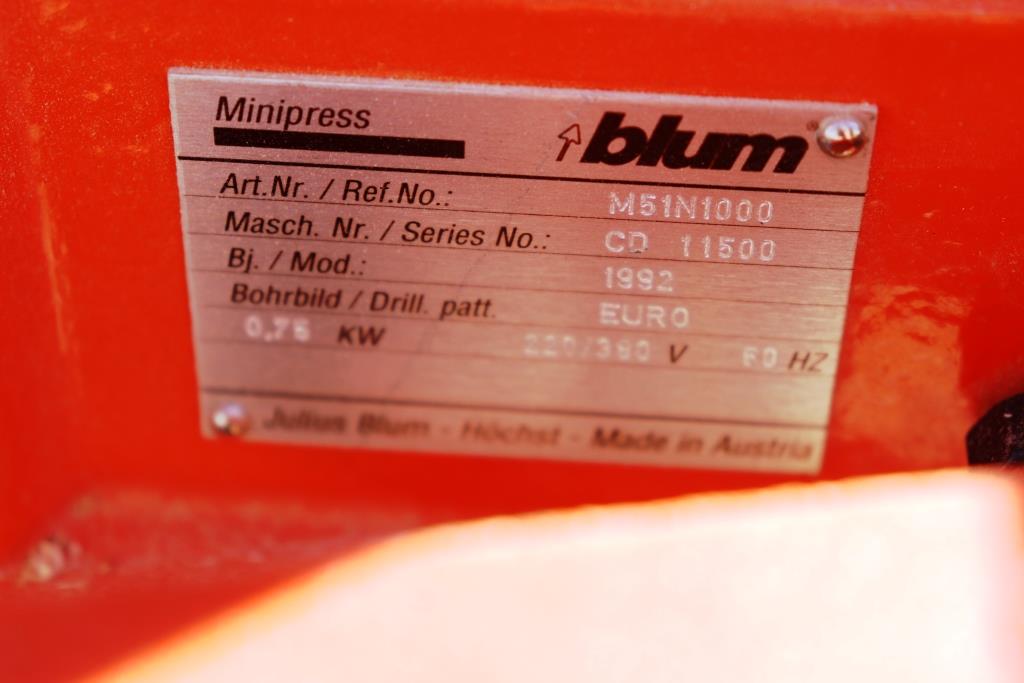 Minipress blum
Art.Nr. / Ref.No.: M51N1000
Masch. Nr. / Series No.: CD 11500
Bj. / Mod.: 1992
Bohrbild / Drill. patt. EURO
0,75 KW 220/380 V HZ
Julius Blum - Höchst - Made in Austria